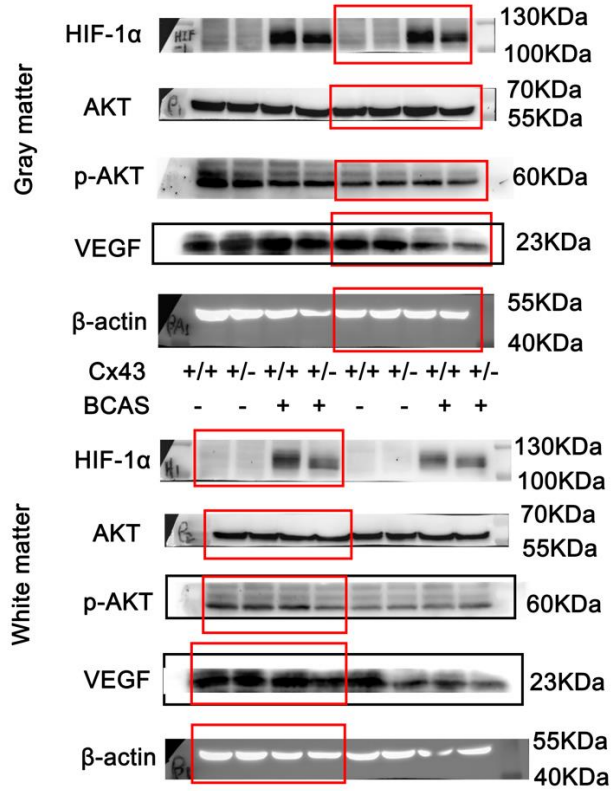 Gray matter
HIF-1α 130KDa
100KDa
AKT 70KDa
55KDa
p-AKT 60KDa
VEGF 23KDa
β-actin 55KDa
40KDa
Cx43 +/+ +/- +/+ +/- +/+ +/- +/+ +/-
BCAS - - + + - - + +
White matter
HIF-1α 130KDa
100KDa
AKT 70KDa
55KDa
p-AKT 60KDa
VEGF 23KDa
β-actin 55KDa
40KDa